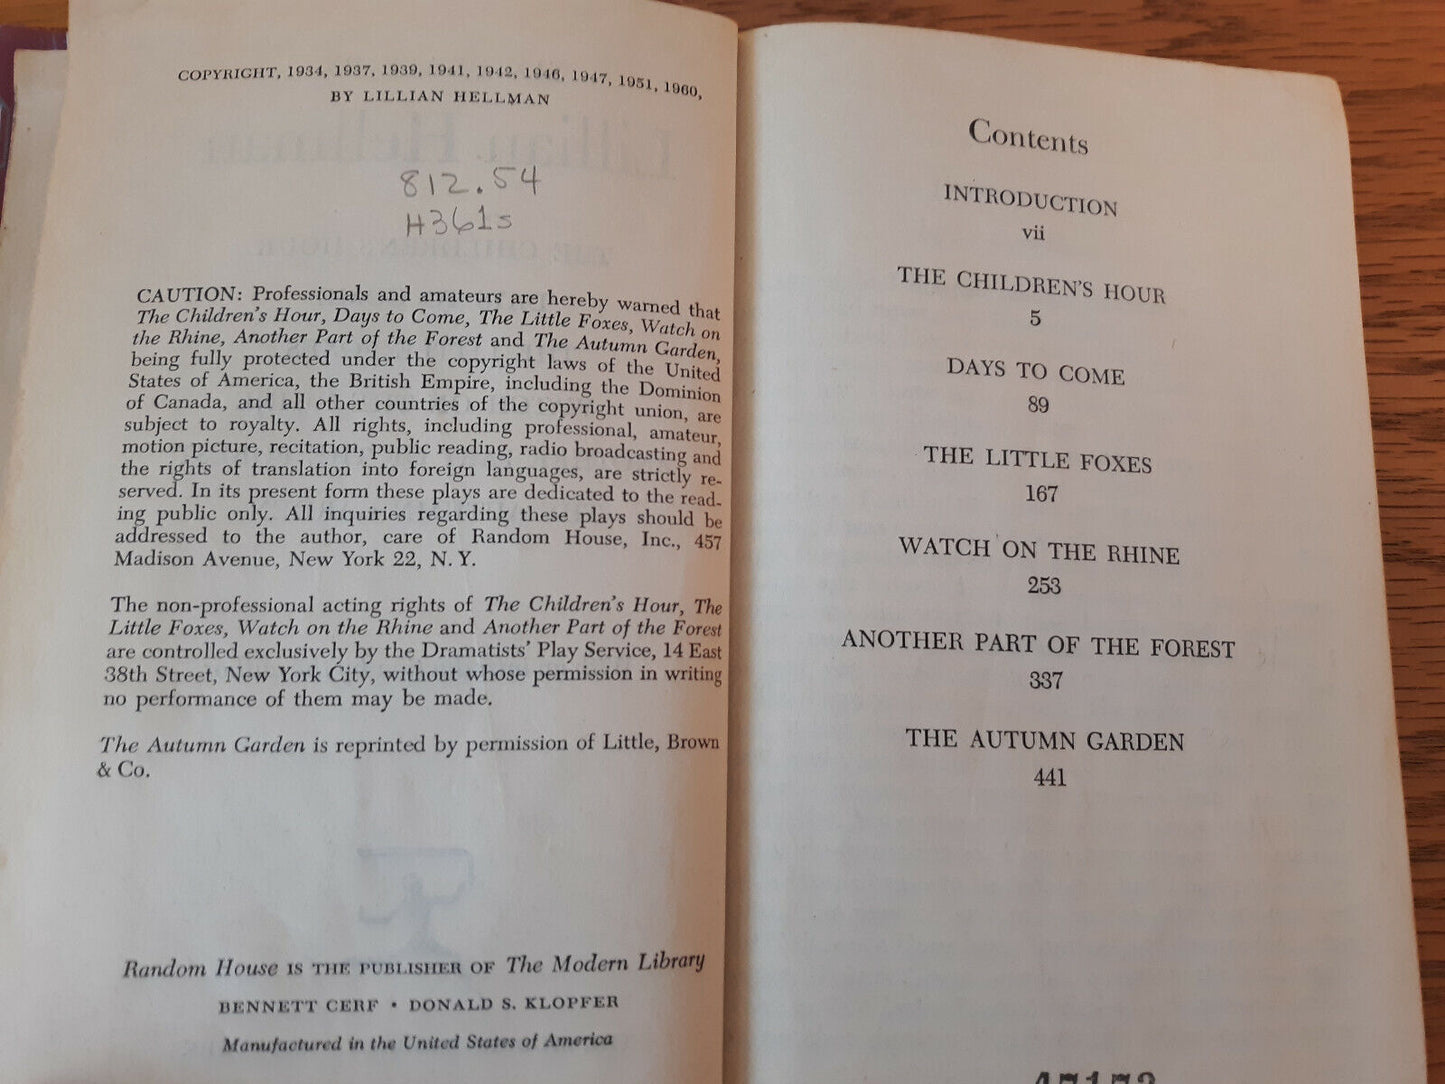 COPYRIGHT, 1934, 1937, 1939, 1941, 1942, 1946, 1947, 1951, 1960,
BY LILLIAN HELLMAN
812.54
H361s
CAUTION: Professionals and amateurs are hereby warned that
The Children's Hour, Days to Come, The Little Foxes, Watch on
the Rhine, Another Part of the Forest and The Autumn Garden,
being fully protected under the copyright laws of the United
States of America, the British Empire, including the Dominion
of Canada, and all other countries of the copyright union, are
subject to royalty. All rights, including professional, amateur,
motion picture, recitation, public reading, radio broadcasting and
the rights of translation into foreign languages, are strictly re-
served. In its present form these plays are dedicated to the read-
ing public only. All inquiries regarding these plays should be
addressed to the author, care of Random House, Inc., 457
Madison Avenue, New York 22, N. Y.
The non-professional acting rights of The Children's Hour, The
Little Foxes, Watch on the Rhine and Another Part of the Forest
are controlled exclusively by the Dramatists' Play Service, 14 East
38th Street, New York City, without whose permission in writing
no performance of them may be made.
The Autumn Garden is reprinted by permission of Little, Brown
& Co.
Random House IS THE PUBLISHER OF The Modern Library
BENNETT CERF • DONALD S. KLOPFER
Manufactured in the United States of America
Contents
INTRODUCTION
vii
THE CHILDREN'S HOUR
5
DAYS TO COME
89
THE LITTLE FOXES
167
WATCH ON THE RHINE
253
ANOTHER PART OF THE FOREST
337
THE AUTUMN GARDEN
441